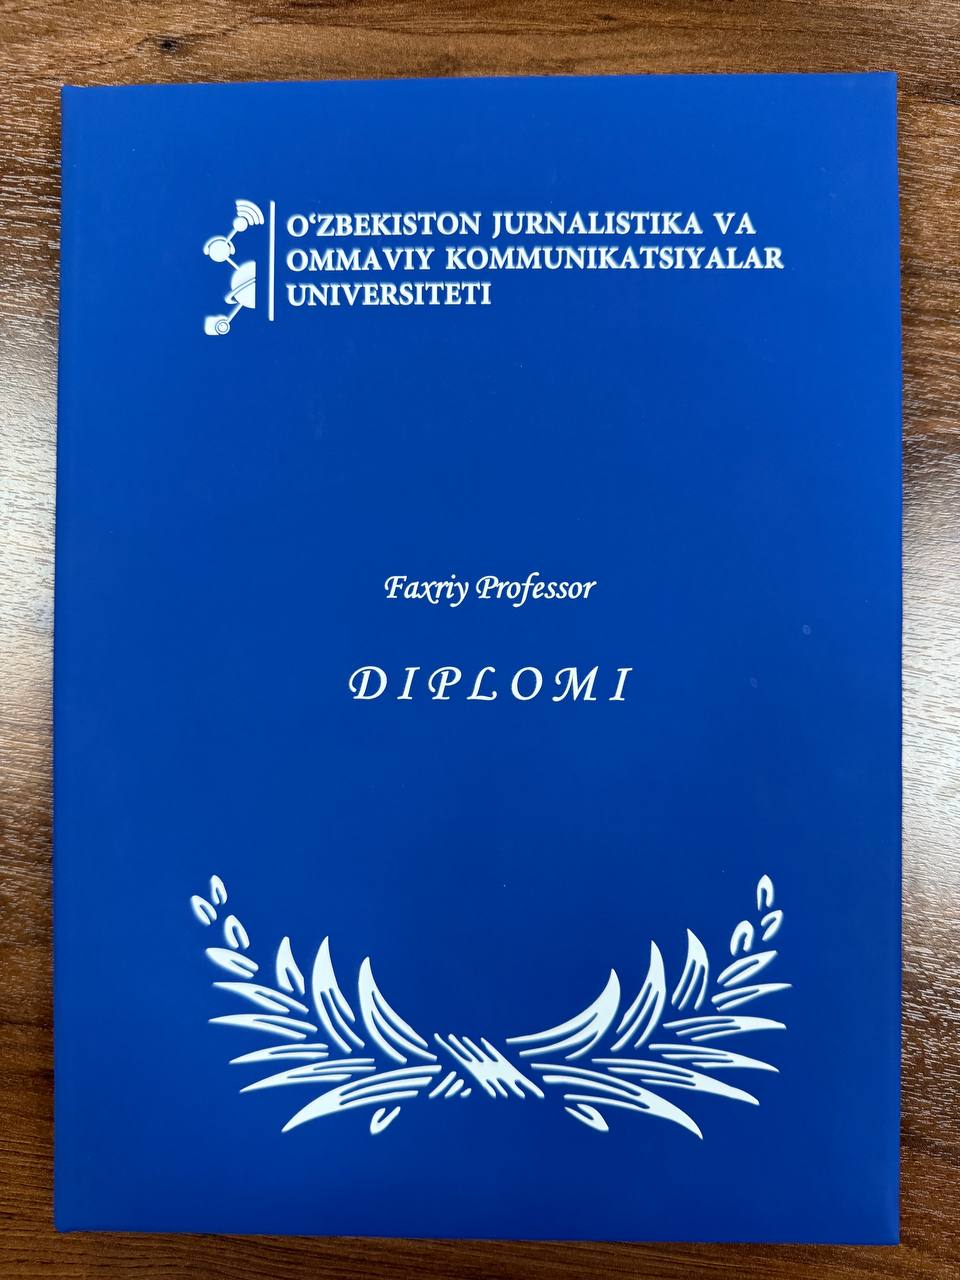 O‘ZBEKISTON JURNALISTIKA VA
OMMAVIY KOMMUNIKATSIYALAR
UNIVERSITETI
Faxriy Professor
DIPLOMI